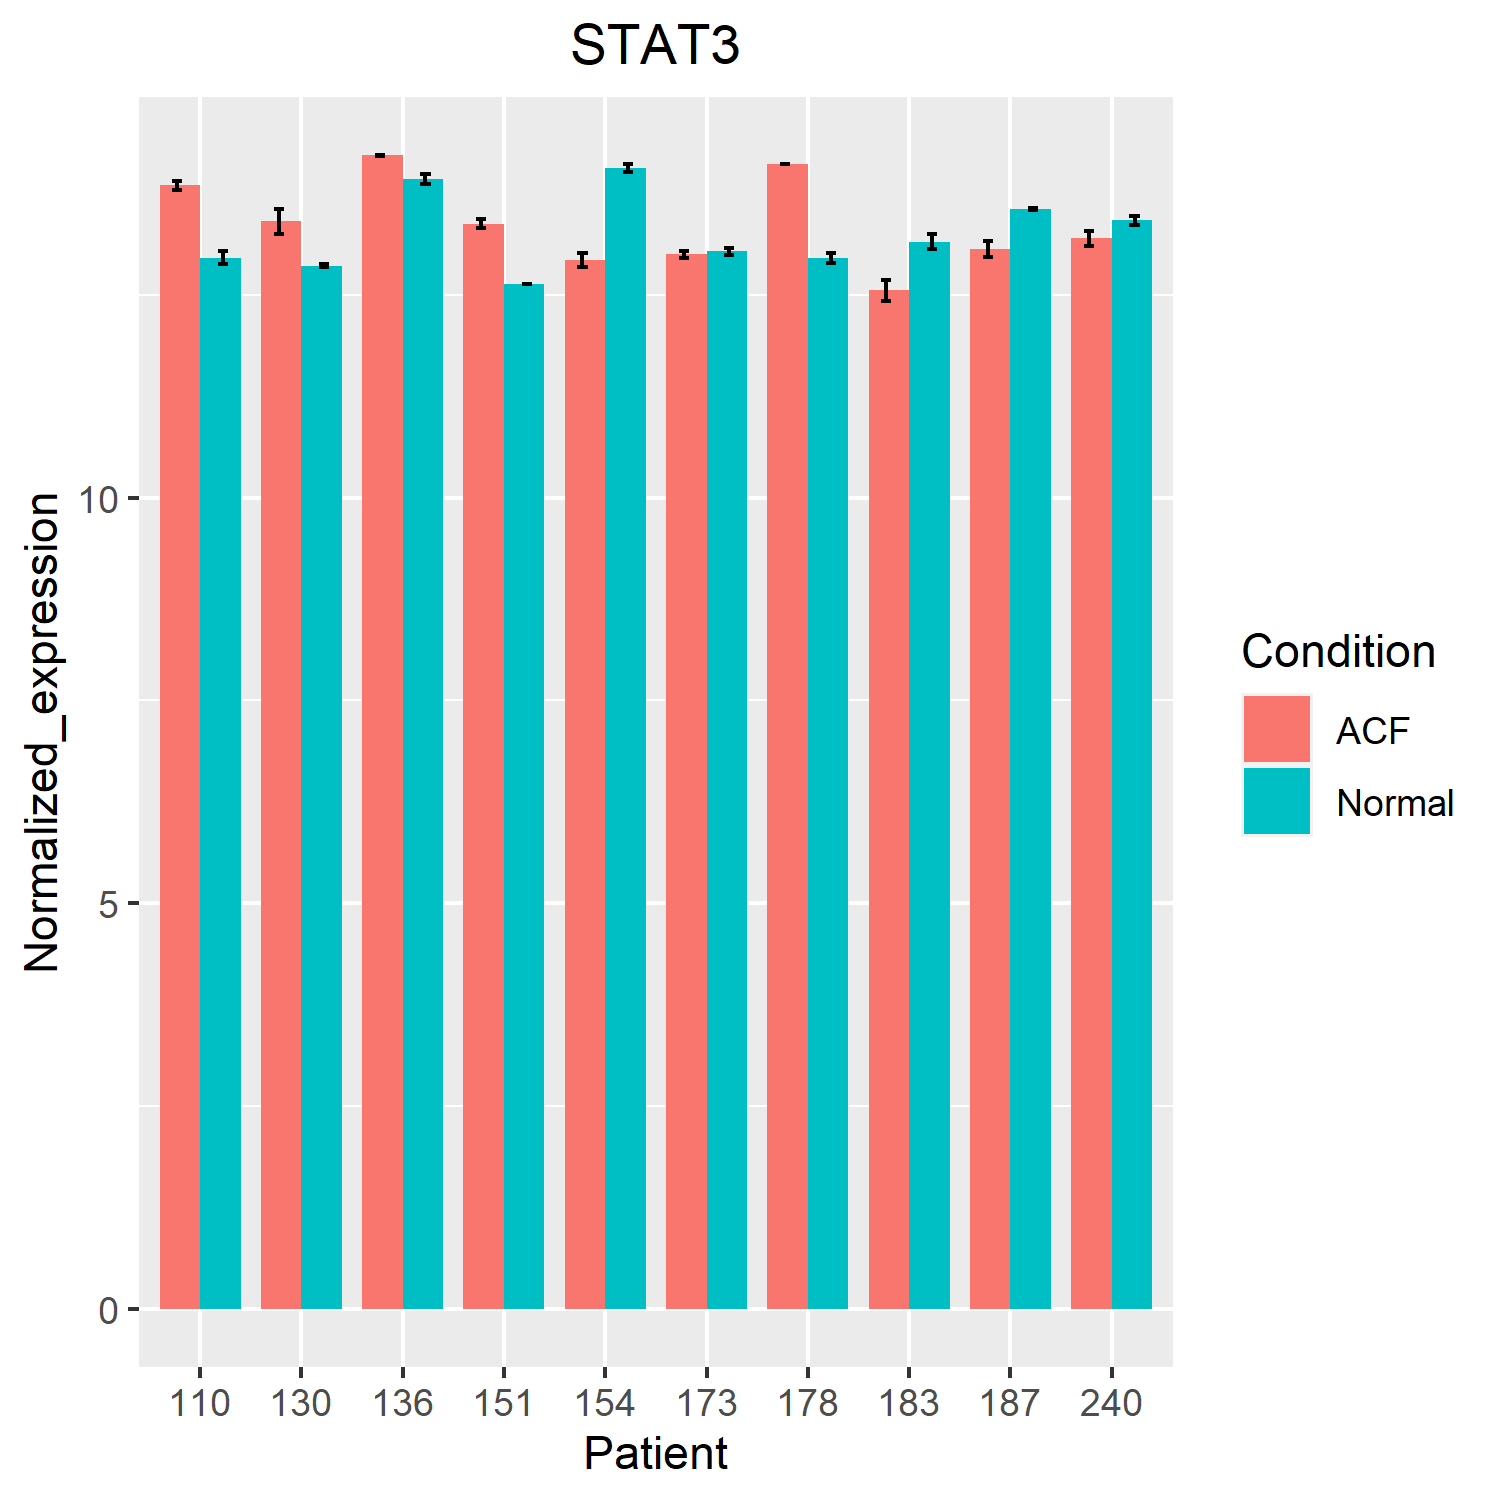 STAT3
Normalized_expression
10
5
0
110 130 136 151 154 173 178 183 187 240
Patient
Condition
ACF
Normal